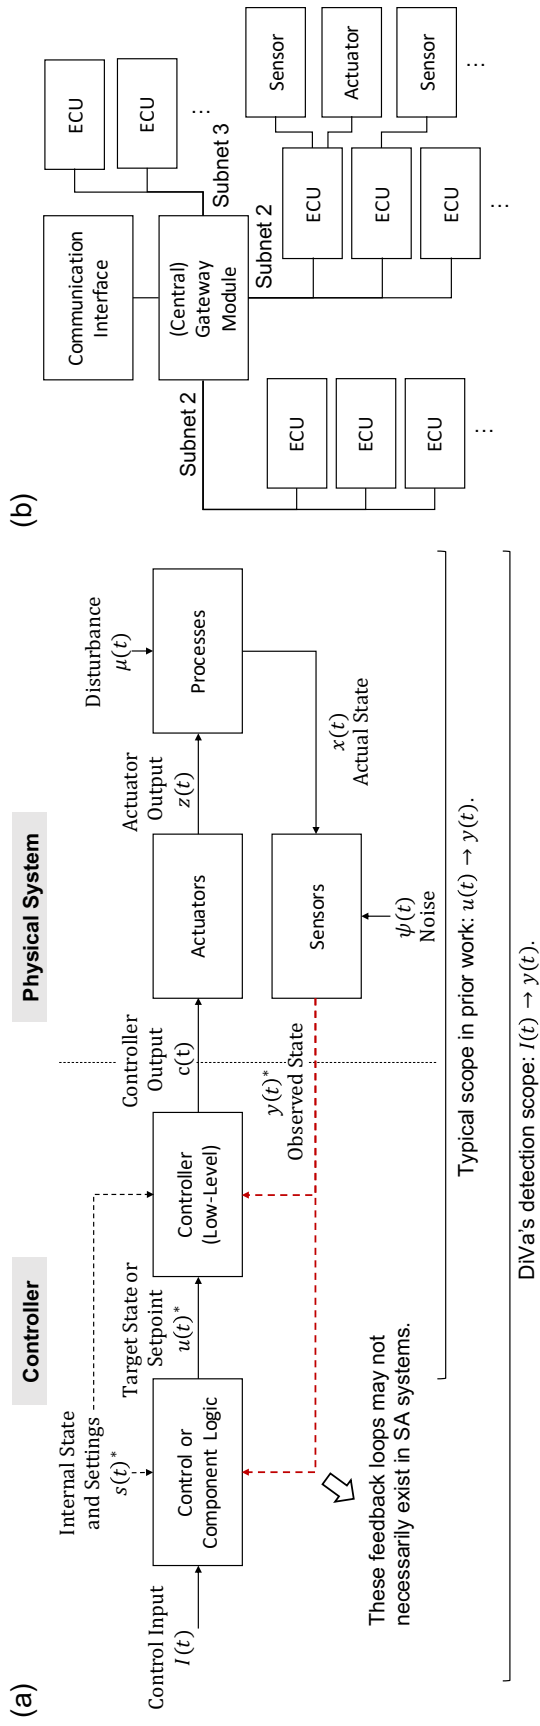 (a)
Controller
Physical System
Internal State
and Settings
s(t)*
Control Input
I(t)
Control or
Component Logic
Target State or
Setpoint
u(t)*
Controller
(Low-Level)
Controller
Output
c(t)
Actuators
Actuator
Output
z(t)
Disturbance
μ(t)
Processes
x(t)
Actual State
Sensors
ψ(t)
Noise
y(t)*
Observed State
These feedback loops may not
necessarily exist in SA systems.
Typical scope in prior work: u(t) → y(t).
DiVa's detection scope: I(t) → y(t).
(b)
Communication
Interface
(Central)
Gateway
Module
Subnet 2
ECU
ECU
ECU
...
Subnet 3
ECU
ECU
...
Subnet 2
ECU
ECU
ECU
...
Sensor
Actuator
Sensor
...